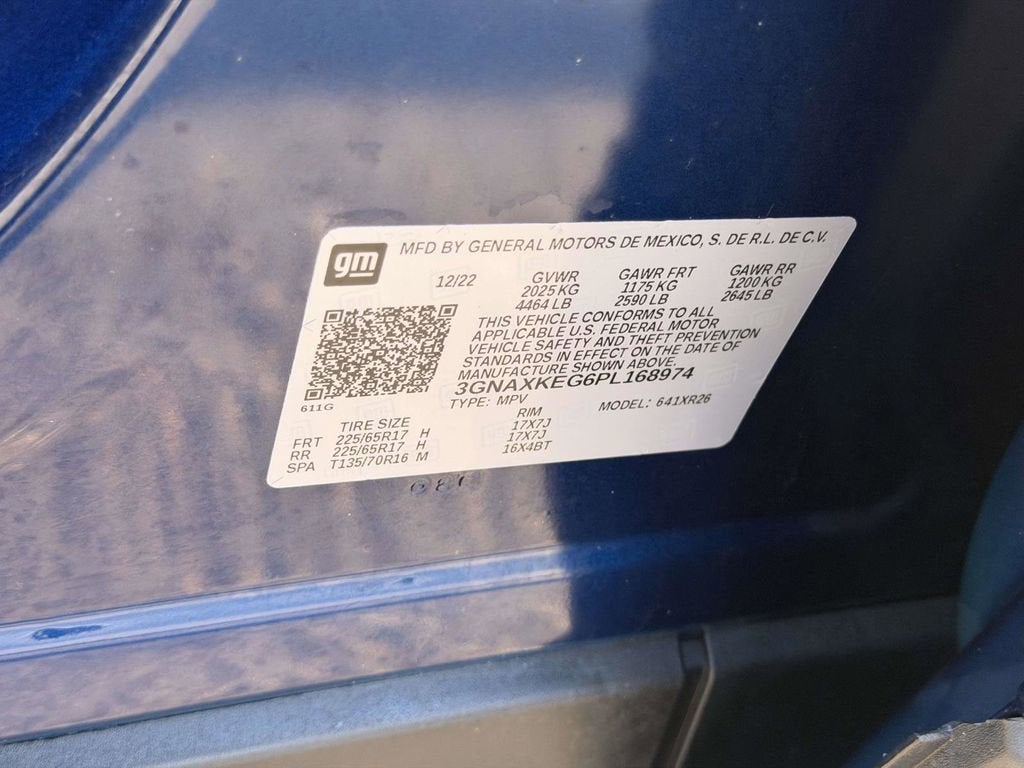 gm
MFD BY GENERAL MOTORS DE MEXICO, S. DE R.L. DE C.V.
12/22 GVWR GAWR FRT GAWR RR
2025 KG 1175 KG 1200 KG
4464 LB 2590 LB 2645 LB
THIS VEHICLE CONFORMS TO ALL
APPLICABLE U.S. FEDERAL MOTOR
VEHICLE SAFETY AND THEFT PREVENTION
STANDARDS IN EFFECT ON THE DATE OF
MANUFACTURE SHOWN ABOVE.
3GNAXKEG6PL168974
611G
TYPE: MPV MODEL: 641XR26
TIRE SIZE RIM
FRT 225/65R17 H 17X7J
RR 225/65R17 H 17X7J
SPA T135/70R16 M 16X4BT